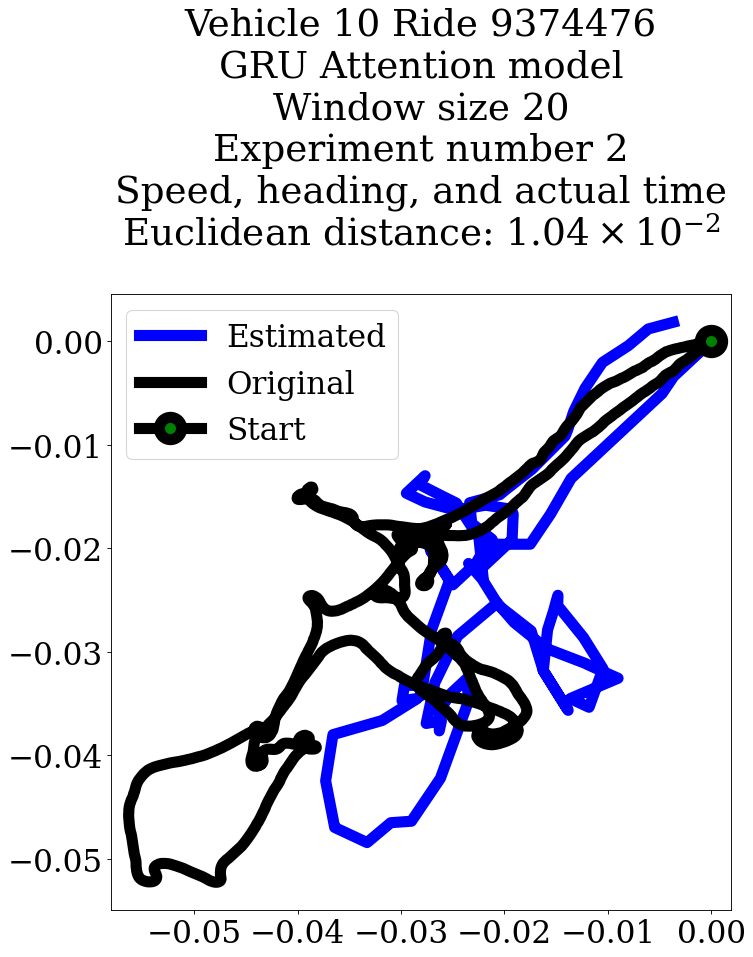 Vehicle 10 Ride 9374476
GRU Attention model
Window size 20
Experiment number 2
Speed, heading, and actual time
Euclidean distance: 1.04 × 10⁻²
Estimated
Original
Start
0.00
−0.01
−0.02
−0.03
−0.04
−0.05
−0.05 −0.04 −0.03 −0.02 −0.01 0.00